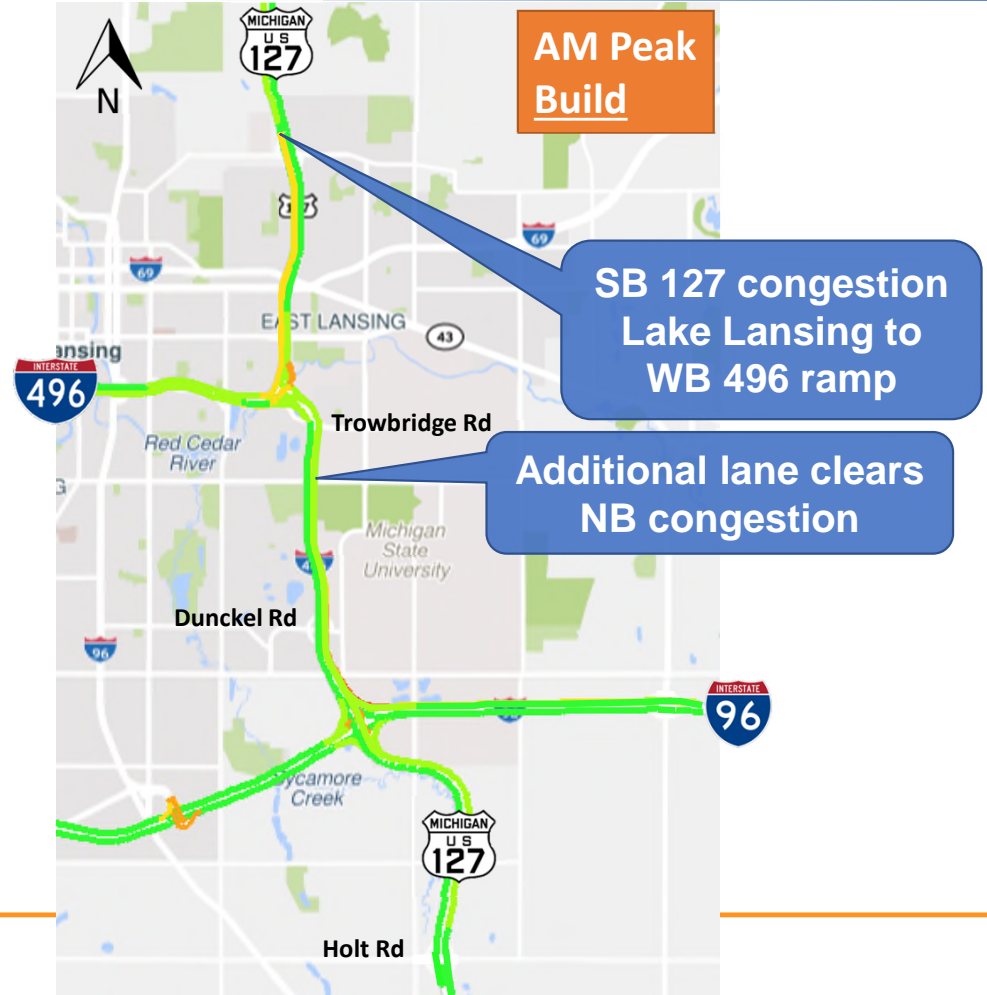 MICHIGAN
US
127
AM Peak
Build
N
69
SB 127 congestion
Lake Lansing to
WB 496 ramp
69
EAST LANSING
43
ansing
INTERSTATE
496
Trowbridge Rd
Red Cedar
River
Additional lane clears
NB congestion
G
Michigan
State
University
Dunckel Rd
96
INTERSTATE
96
ycamore
Creek
MICHIGAN
US
127
Holt Rd